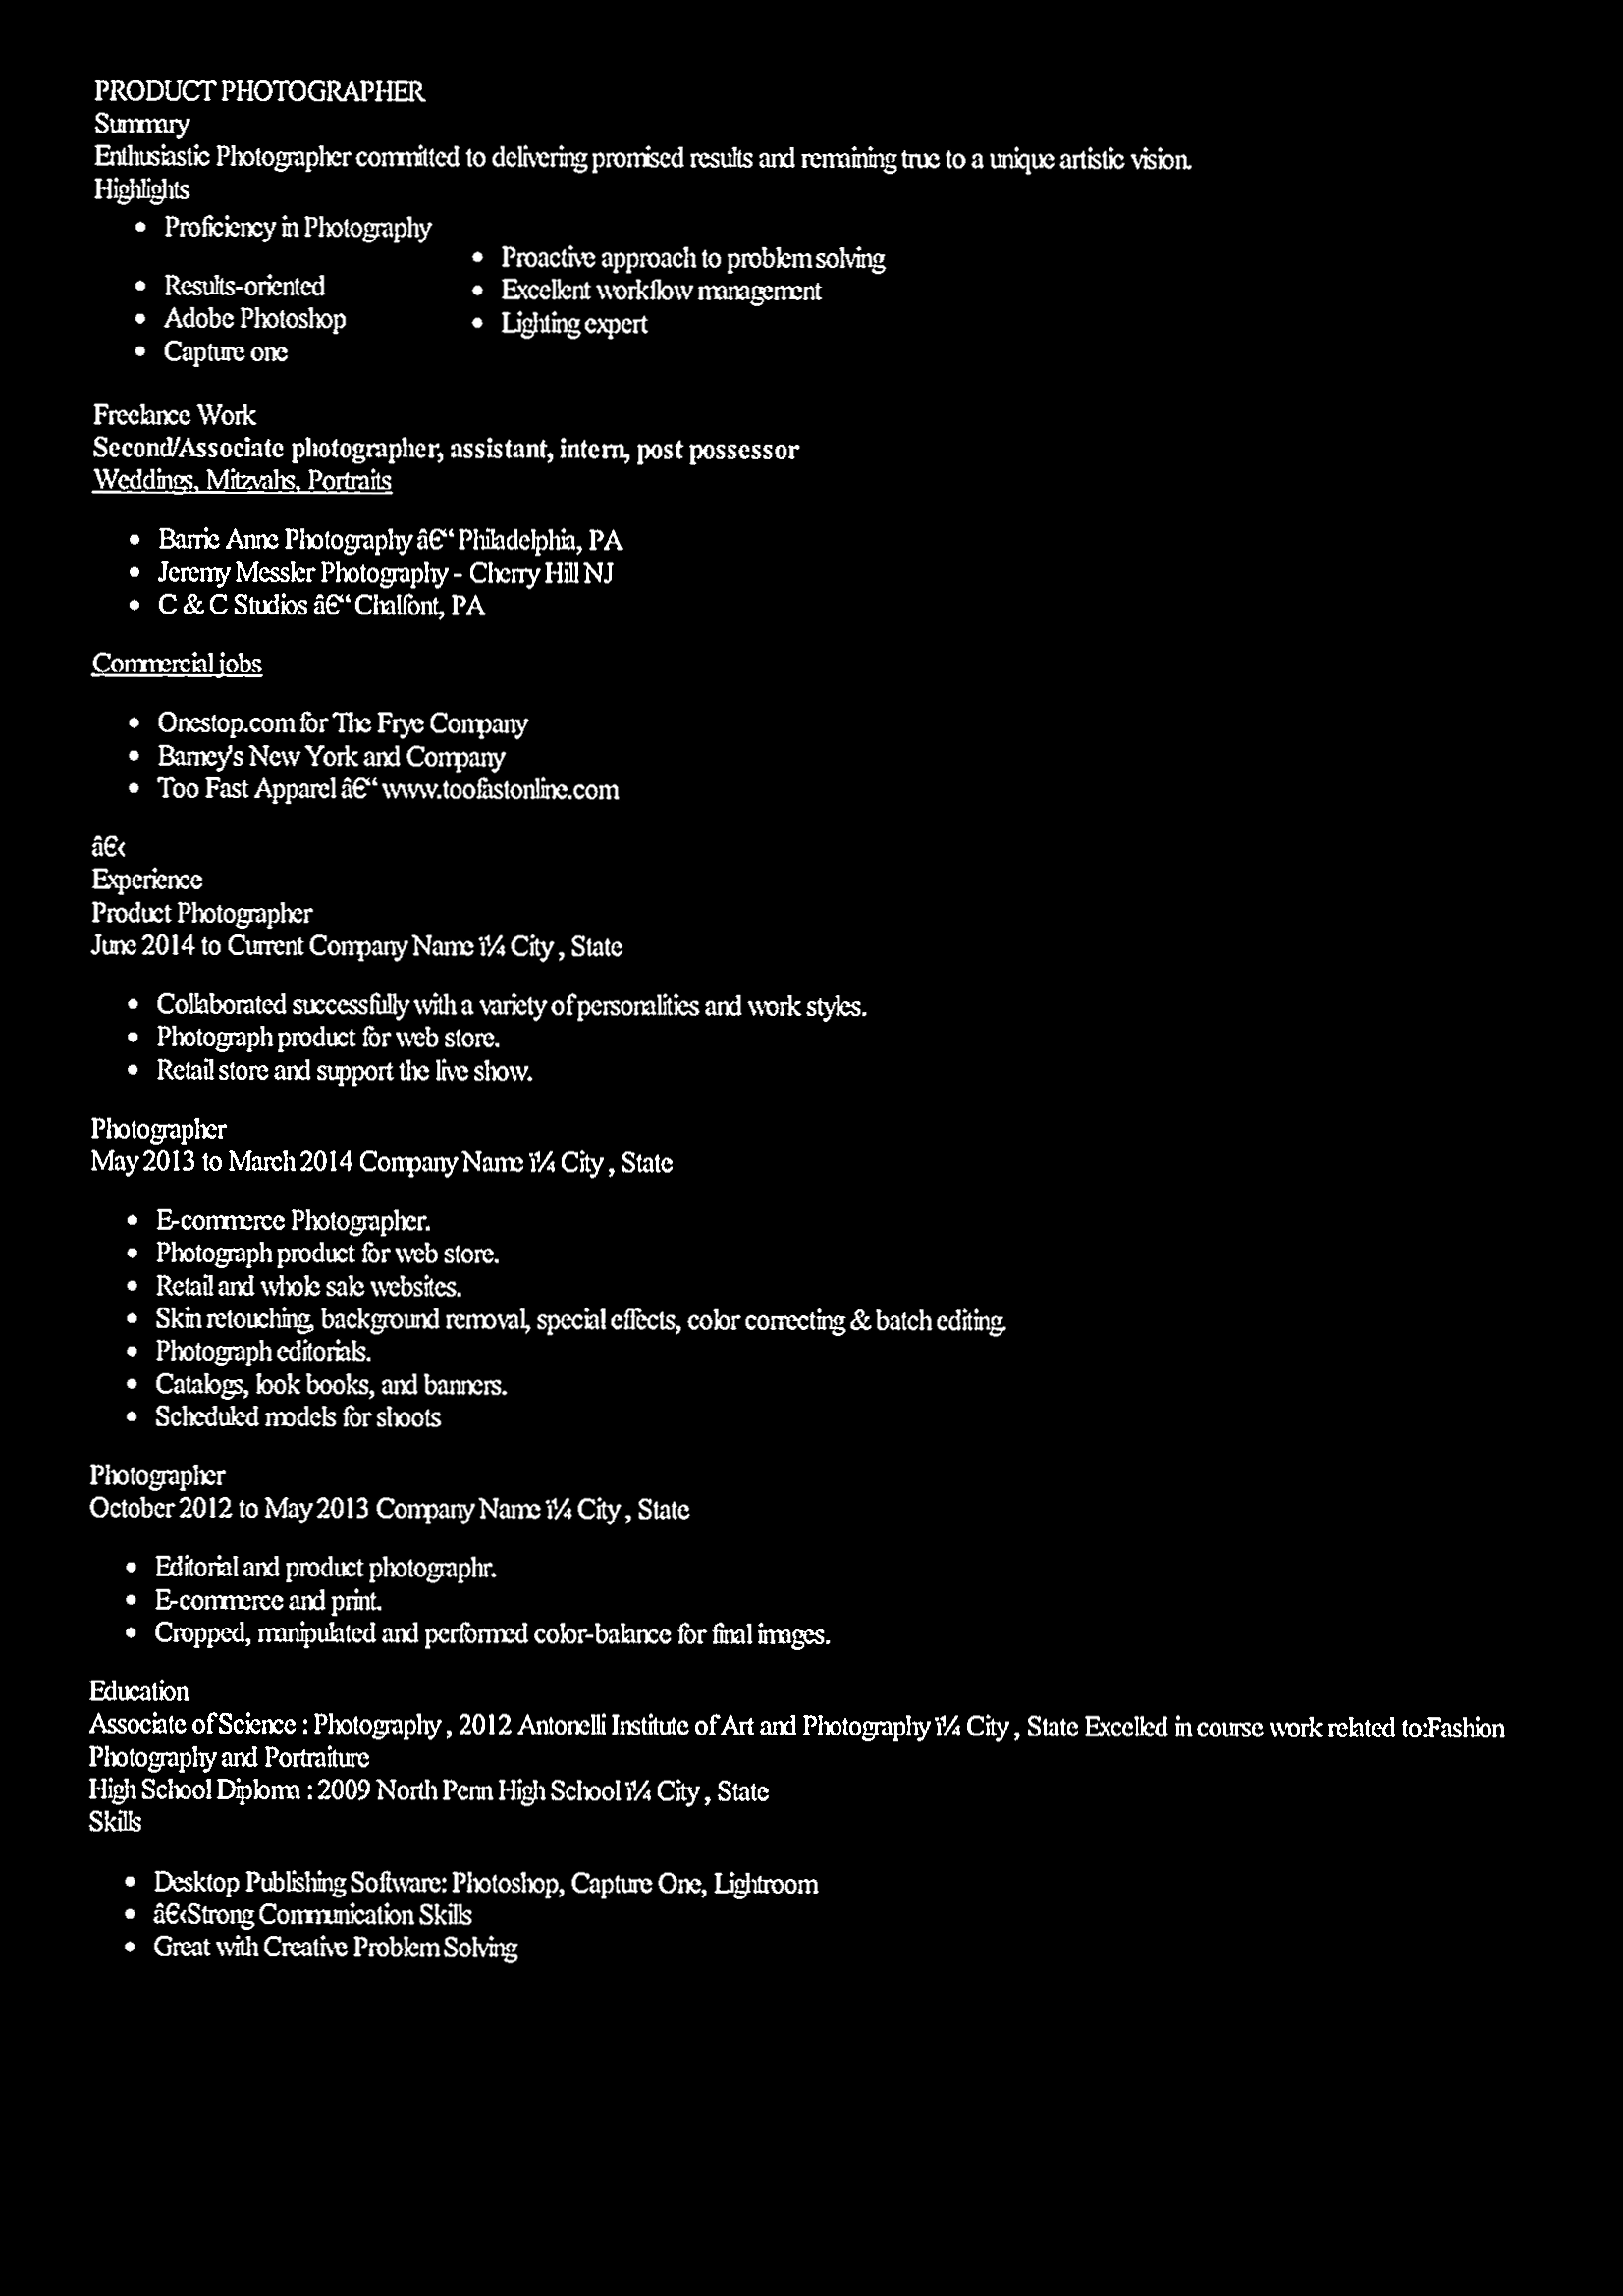 PRODUCT PHOTOGRAPHER
Summary
Enthusiastic Photographer committed to delivering promised results and remaining true to a unique artistic vision.
Highlights
• Proficiency in Photography
• Results-oriented
• Adobe Photoshop
• Capture one
• Proactive approach to problem solving
• Excellent workflow management
• Lighting expert
Freelance Work
Second/Associate photographer, assistant, intern, post possessor
Weddings, Mitzvahs, Portraits
• Barrie Anne Photography â€“ Philadelphia, PA
• Jeremy Messler Photography - Cherry Hill NJ
• C & C Studios â€“ Chalfont, PA
Commercial jobs
• Onestop.com for The Frye Company
• Barney's New York and Company
• Too Fast Apparel â€“ www.toofastonline.com
â€‹
Experience
Product Photographer
June 2014 to Current Company Name ï¼ City , State
• Collaborated successfully with a variety of personalities and work styles.
• Photograph product for web store.
• Retail store and support the live show.
Photographer
May 2013 to March 2014 Company Name ï¼ City , State
• E-commerce Photographer.
• Photograph product for web store.
• Retail and whole sale websites.
• Skin retouching, background removal, special effects, color correcting & batch editing.
• Photograph editorials.
• Catalogs, look books, and banners.
• Scheduled models for shoots
Photographer
October 2012 to May 2013 Company Name ï¼ City , State
• Editorial and product photographr.
• E-commerce and print.
• Cropped, manipulated and performed color-balance for final images.
Education
Associate of Science : Photography , 2012 Antonelli Institute of Art and Photography ï¼ City , State Excelled in course work related to:Fashion
Photography and Portraiture
High School Diploma : 2009 North Penn High School ï¼ City , State
Skills
• Desktop Publishing Software: Photoshop, Capture One, Lightroom
• â€‹Strong Communication Skills
• Great with Creative Problem Solving